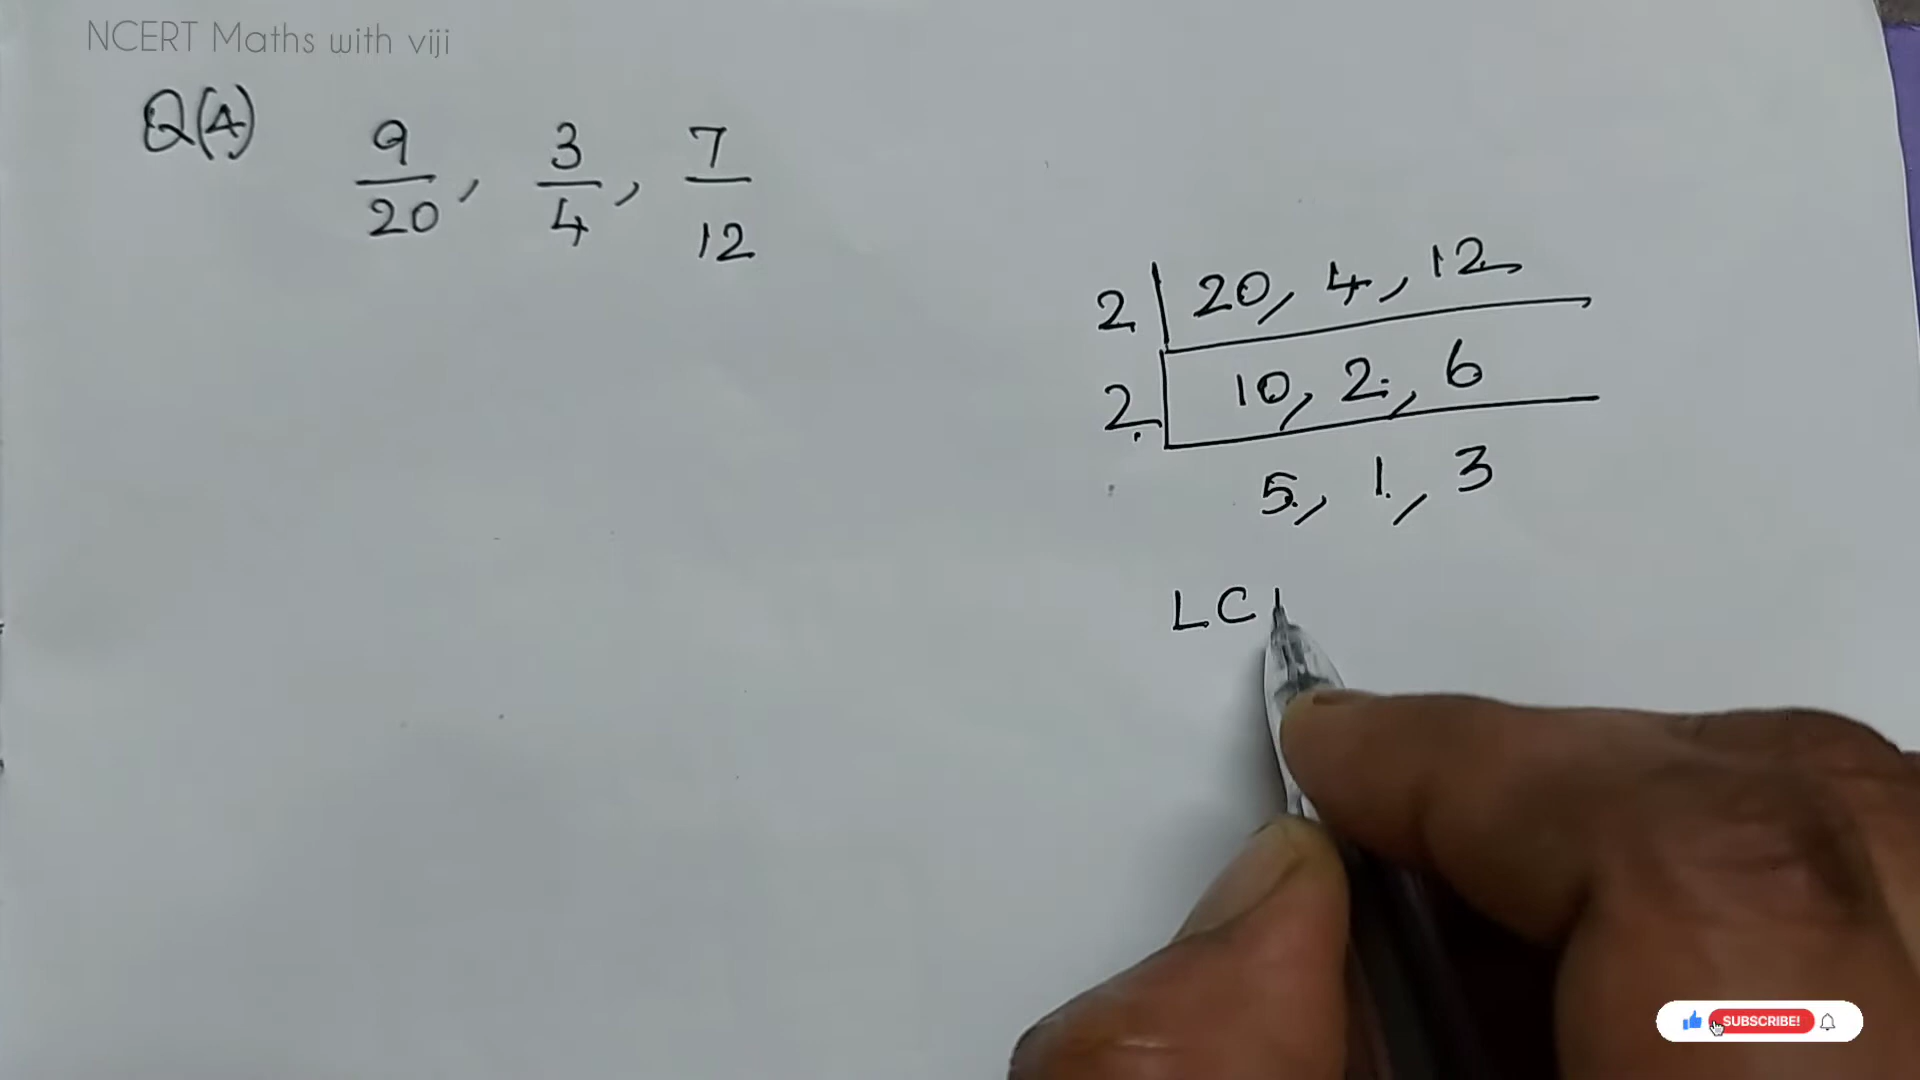 NCERT Maths with viji
Q(4) 9/20, 3/4, 7/12
2 | 20, 4, 12
2 | 10, 2, 6
5, 1, 3
LC
SUBSCRIBE!